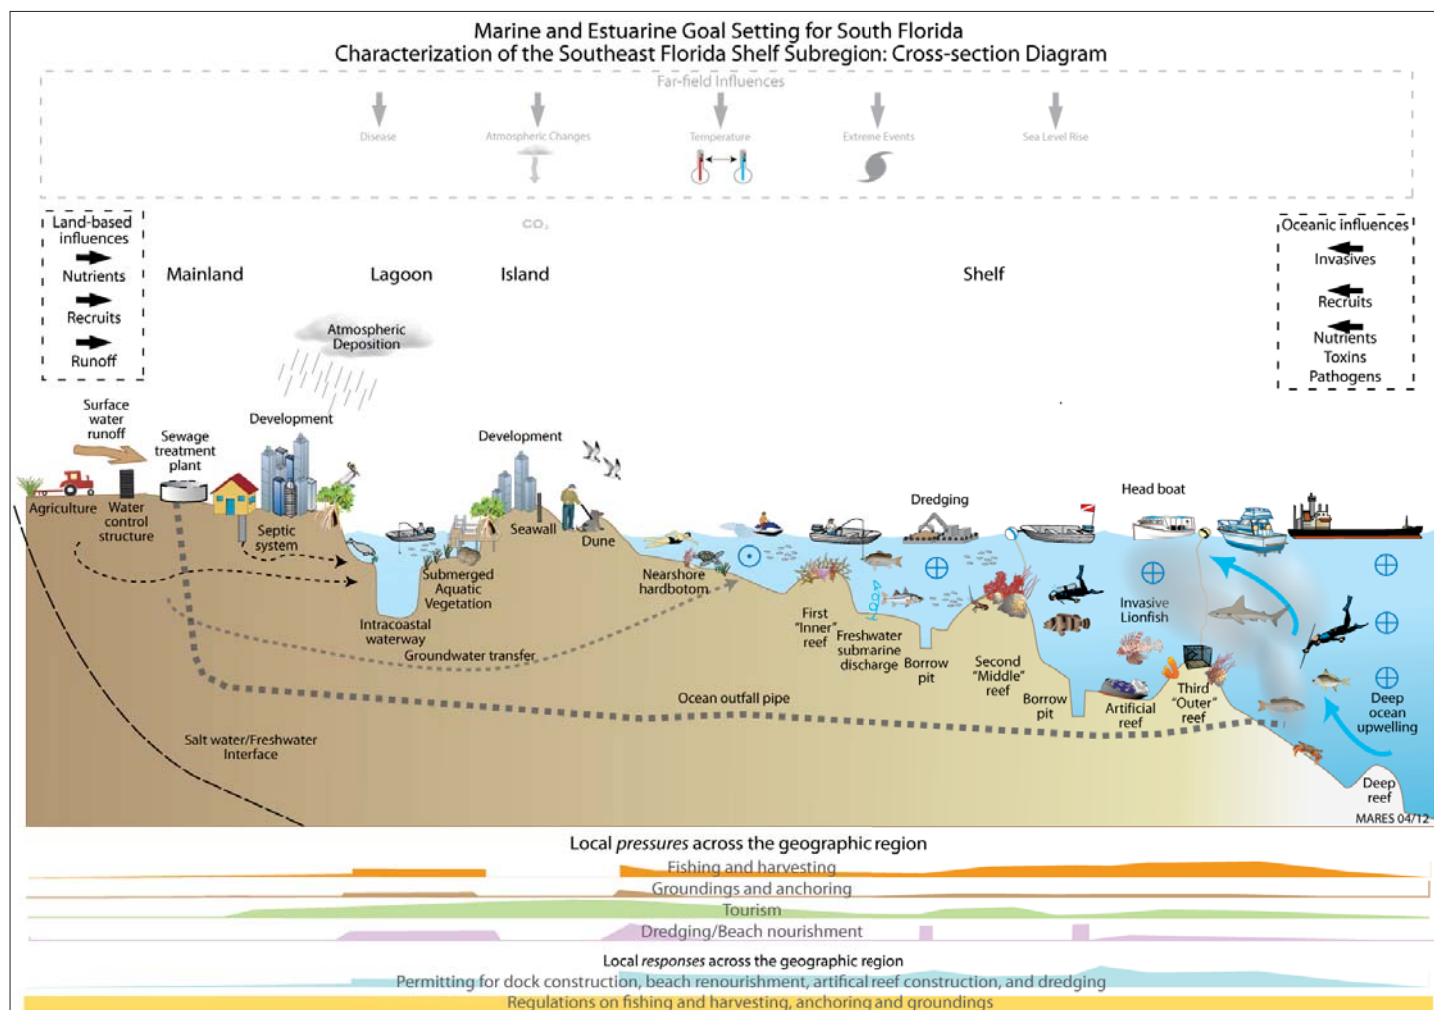 Marine and Estuarine Goal Setting for South Florida
Characterization of the Southeast Florida Shelf Subregion: Cross-section Diagram
Far-field Influences
Disease
Atmospheric Changes
Temperature
Extreme Events
Sea Level Rise
CO₂
Land-based
influences
Nutrients
Recruits
Runoff
Mainland
Lagoon
Island
Shelf
Oceanic influences
Invasives
Recruits
Nutrients
Toxins
Pathogens
Atmospheric
Deposition
Surface
water
runoff
Sewage
treatment
plant
Development
Development
Dredging
Head boat
Agriculture
Water
control
structure
Septic
system
Seawall
Dune
Submerged
Aquatic
Vegetation
Intracoastal
waterway
Nearshore
hardbotom
First
"Inner"
reef
Freshwater
submarine
discharge
Borrow
pit
Second
"Middle"
reef
Borrow
pit
Invasive
Lionfish
Artificial
reef
Third
"Outer"
reef
Deep
ocean
upwelling
Deep
reef
Groundwater transfer
Ocean outfall pipe
Salt water/Freshwater
Interface
MARES 04/12
Local pressures across the geographic region
Fishing and harvesting
Groundings and anchoring
Tourism
Dredging/Beach nourishment
Local responses across the geographic region
Permitting for dock construction, beach renourishment, artifical reef construction, and dredging
Regulations on fishing and harvesting, anchoring and groundings